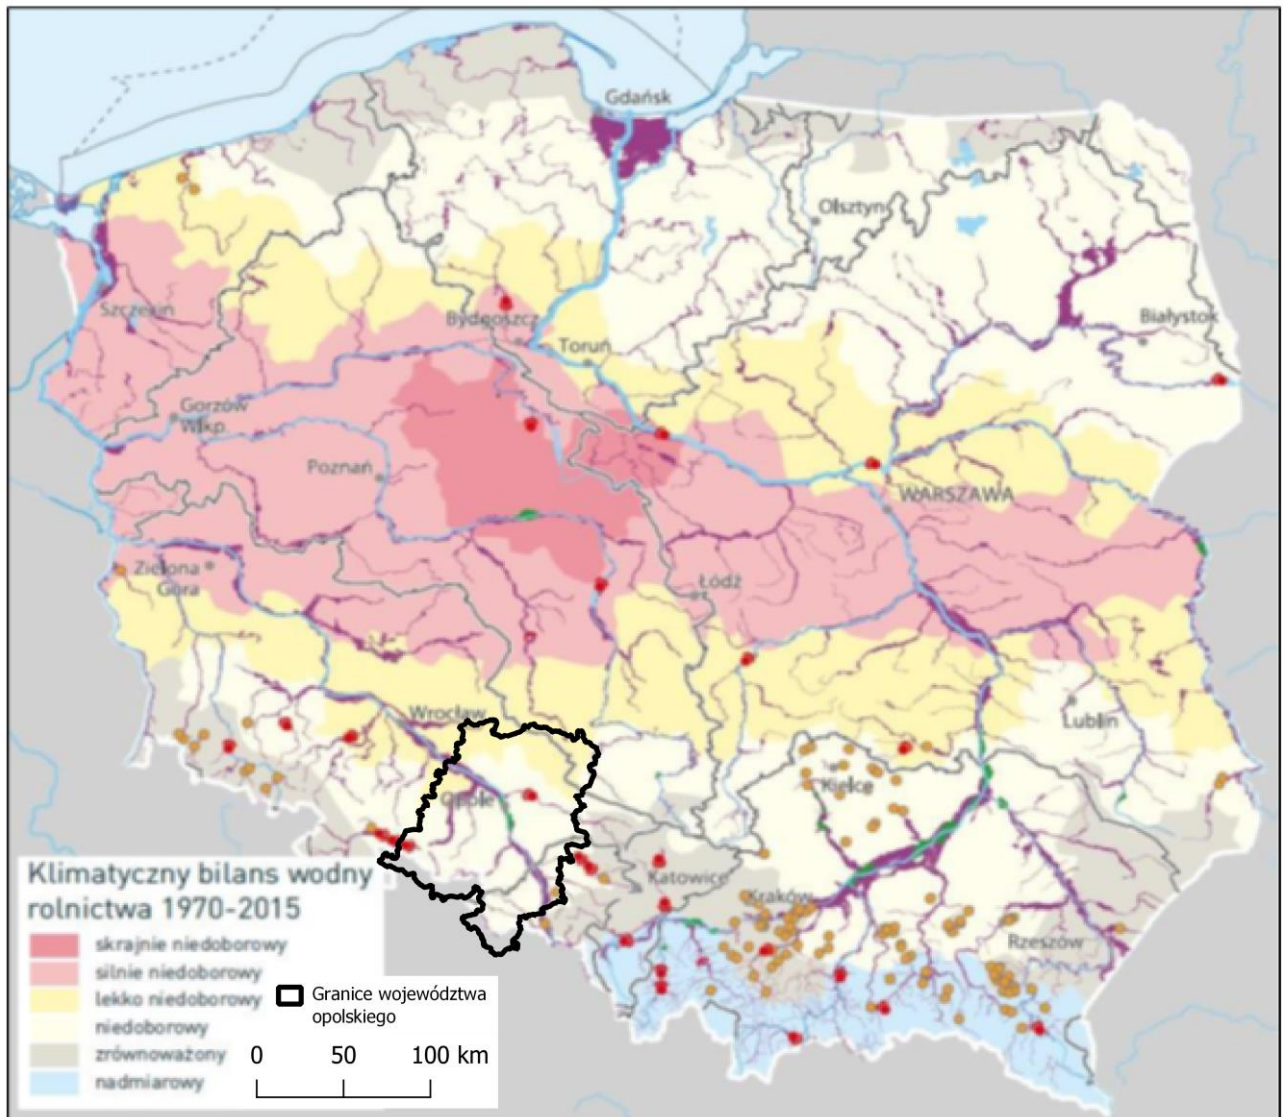 Gdańsk
Olsztyn
Szczecin
Bydgoszcz
Białystok
Toruń
Gorzów
Wlkp.
Poznań
WARSZAWA
Zielona
Góra
Łódź
Wrocław
Lublin
Opole
Kielce
Katowice
Kraków
Rzeszów
Klimatyczny bilans wodny
rolnictwa 1970-2015
skrajnie niedoborowy
silnie niedoborowy
lekko niedoborowy
niedoborowy
zrównoważony
nadmiarowy
Granice województwa
opolskiego
0 50 100 km